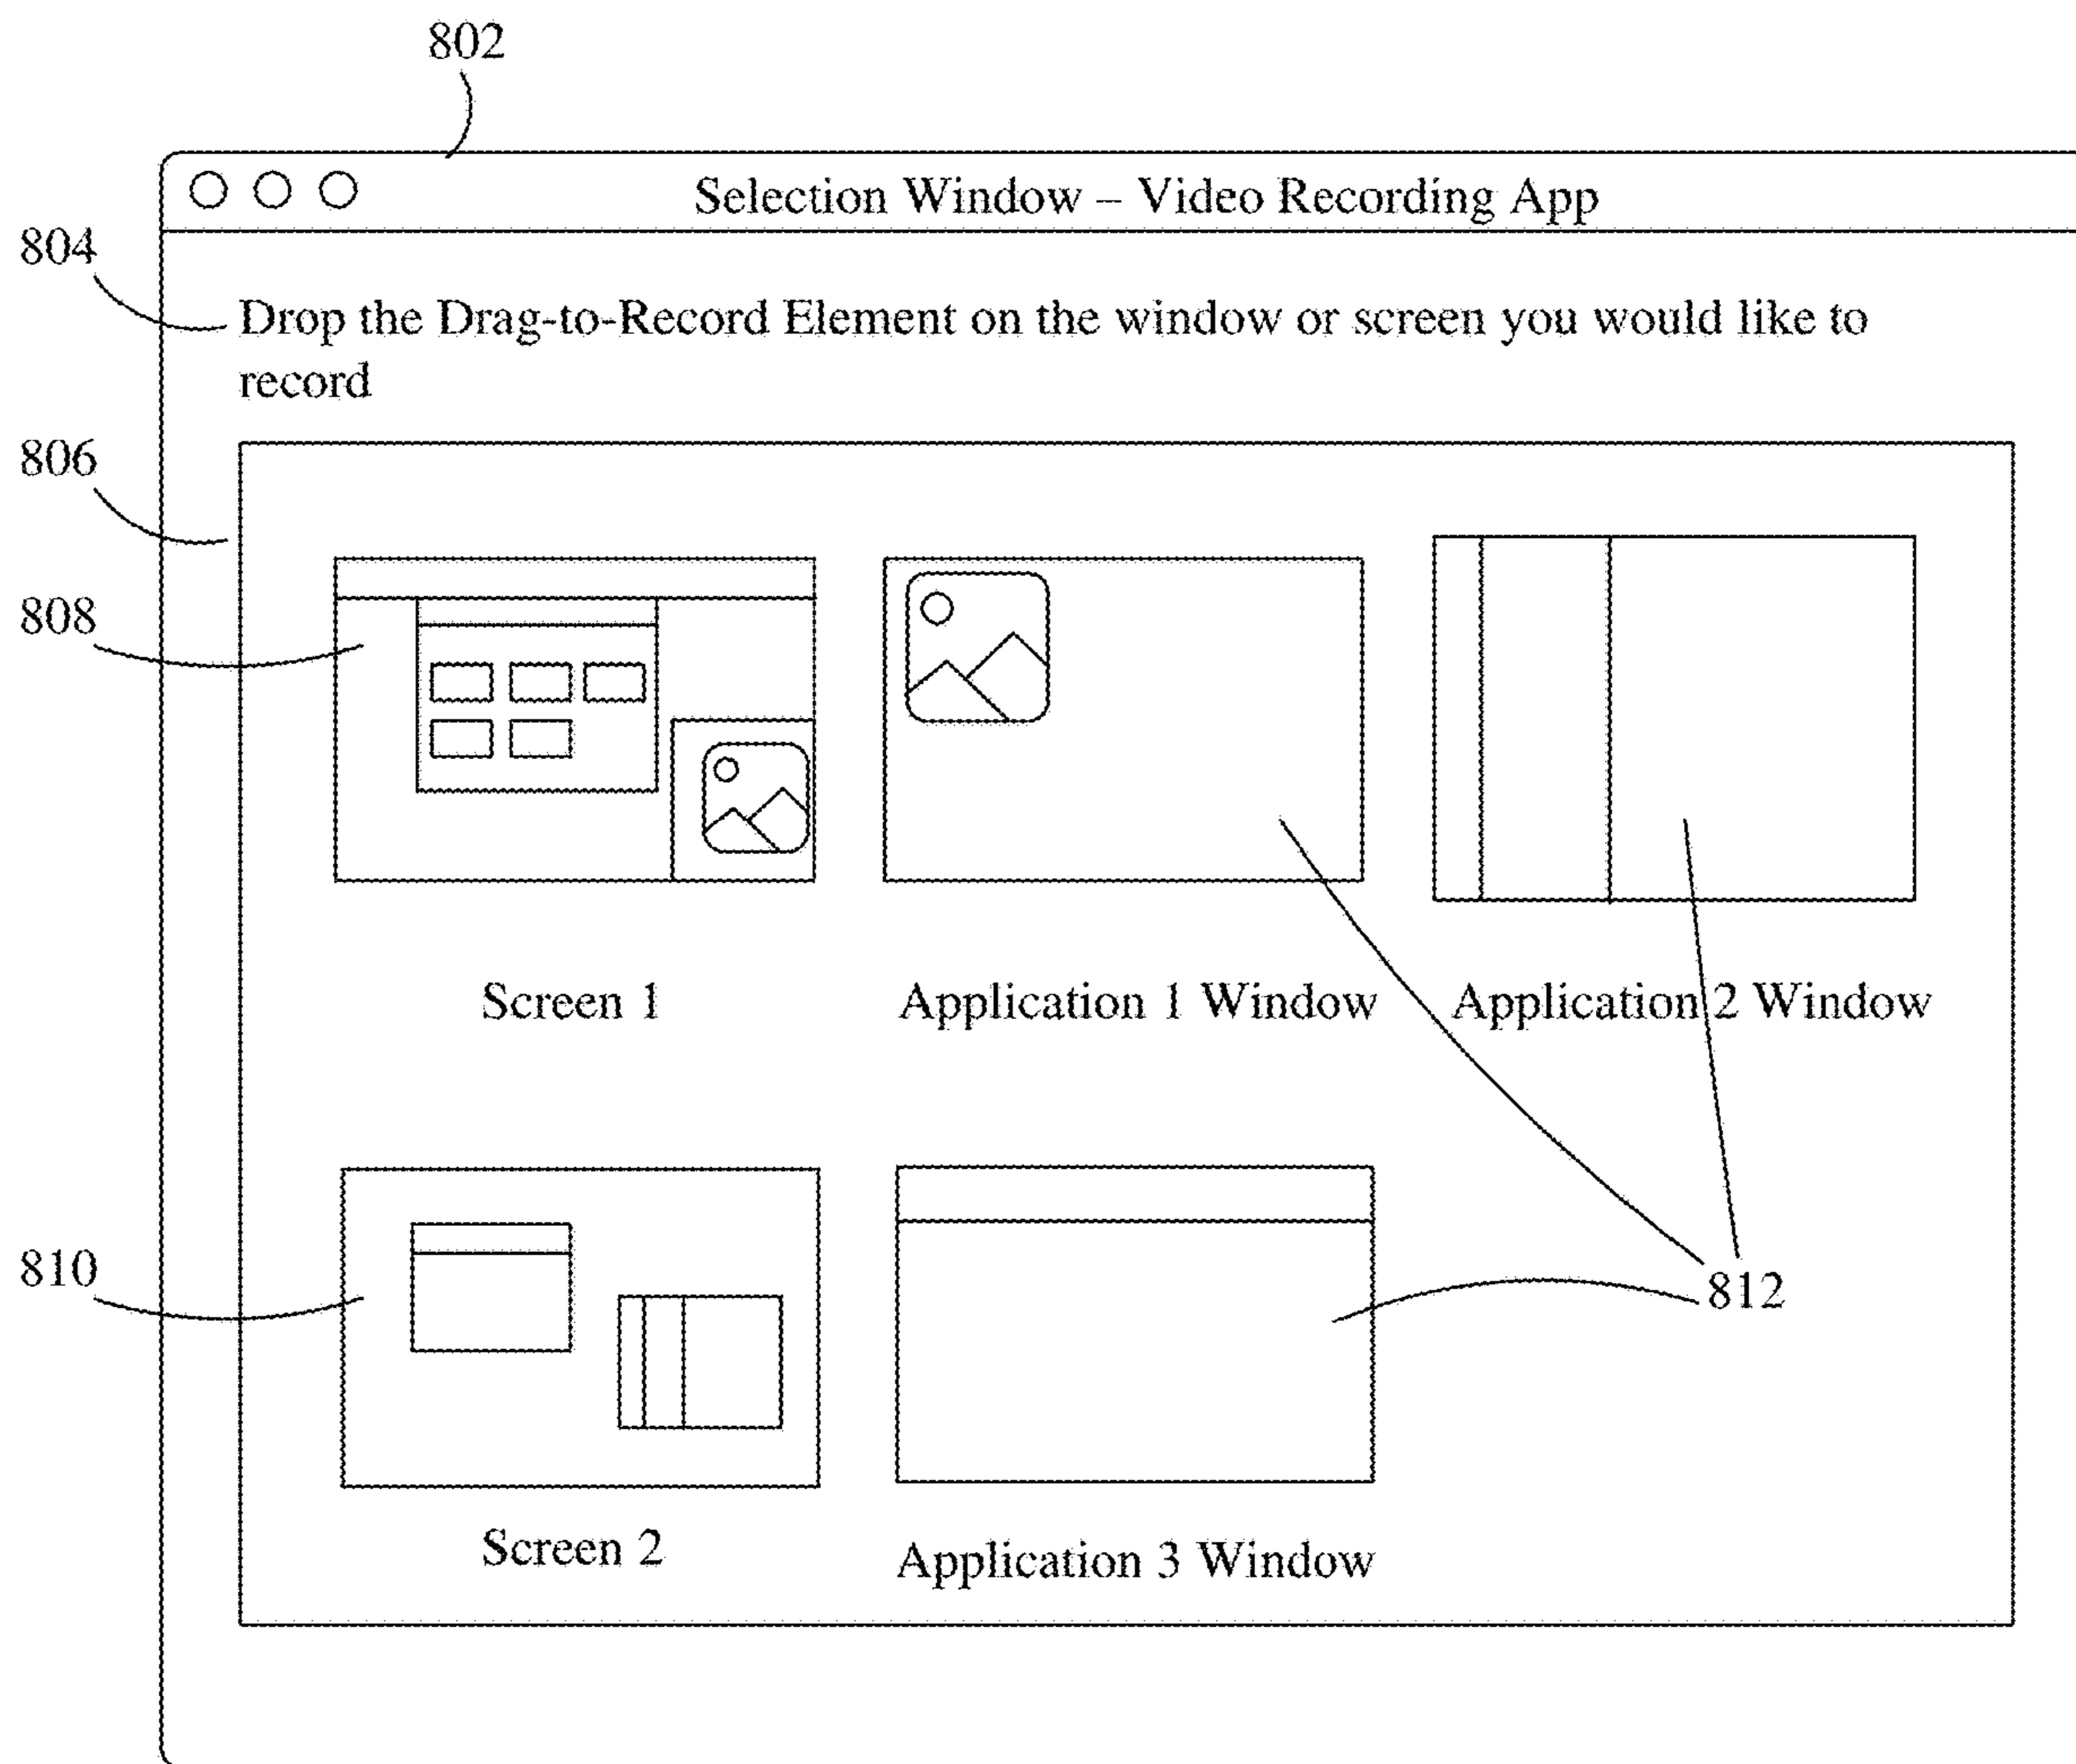 802
Selection Window – Video Recording App
804
Drop the Drag-to-Record Element on the window or screen you would like to
record
806
808
Screen 1
Application 1 Window
Application 2 Window
810
812
Screen 2
Application 3 Window